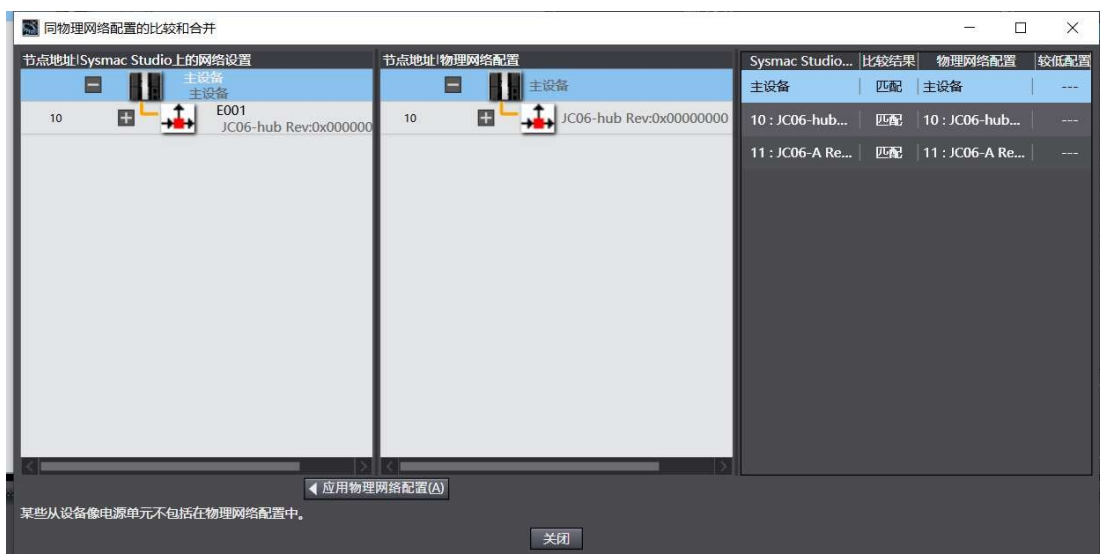 同物理网络配置的比较和合并
节点地址|Sysmac Studio上的网络设置
主设备
主设备
10
E001
JC06-hub Rev:0x000000
节点地址|物理网络配置
主设备
10
JC06-hub Rev:0x00000000
Sysmac Studio... 比较结果 物理网络配置 较低配置
主设备 匹配 主设备 ---
10 : JC06-hub... 匹配 10 : JC06-hub... ---
11 : JC06-A Re... 匹配 11 : JC06-A Re... ---
应用物理网络配置(A)
某些从设备像电源单元不包括在物理网络配置中。
关闭